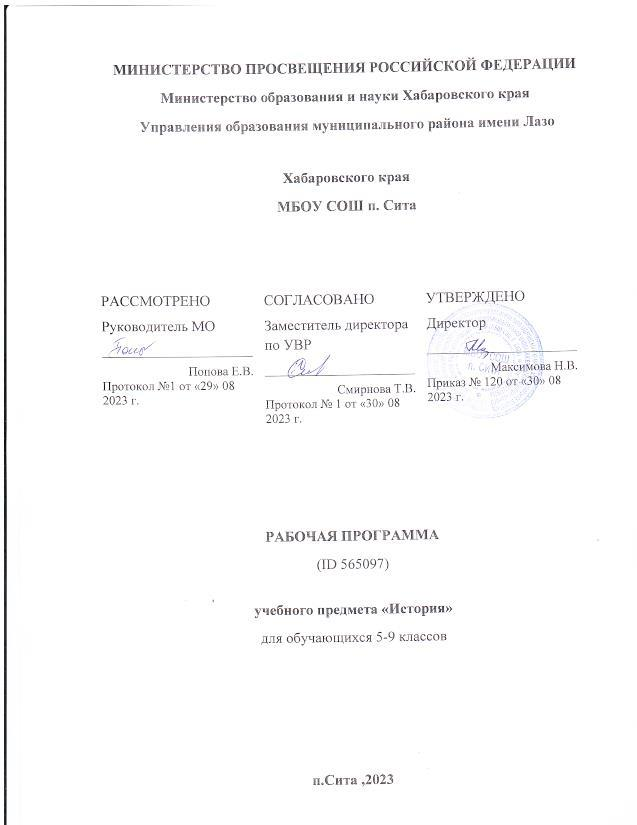 МИНИСТЕРСТВО ПРОСВЕЩЕНИЯ РОССИЙСКОЙ ФЕДЕРАЦИИ
Министерство образования и науки Хабаровского края
Управления образования муниципального района имени Лазо
Хабаровского края
МБОУ СОШ п. Сита
РАССМОТРЕНО
Руководитель МО
Попова Е.В.
Протокол №1 от «29» 08
2023 г.
СОГЛАСОВАНО
Заместитель директора
по УВР
Смирнова Т.В.
Протокол № 1 от «30» 08
2023 г.
УТВЕРЖДЕНО
Директор
Максимова Н.В.
Приказ № 120 от «30» 08
2023 г.
РАБОЧАЯ ПРОГРАММА
(ID 565097)
учебного предмета «История»
для обучающихся 5-9 классов
п.Сита ,2023